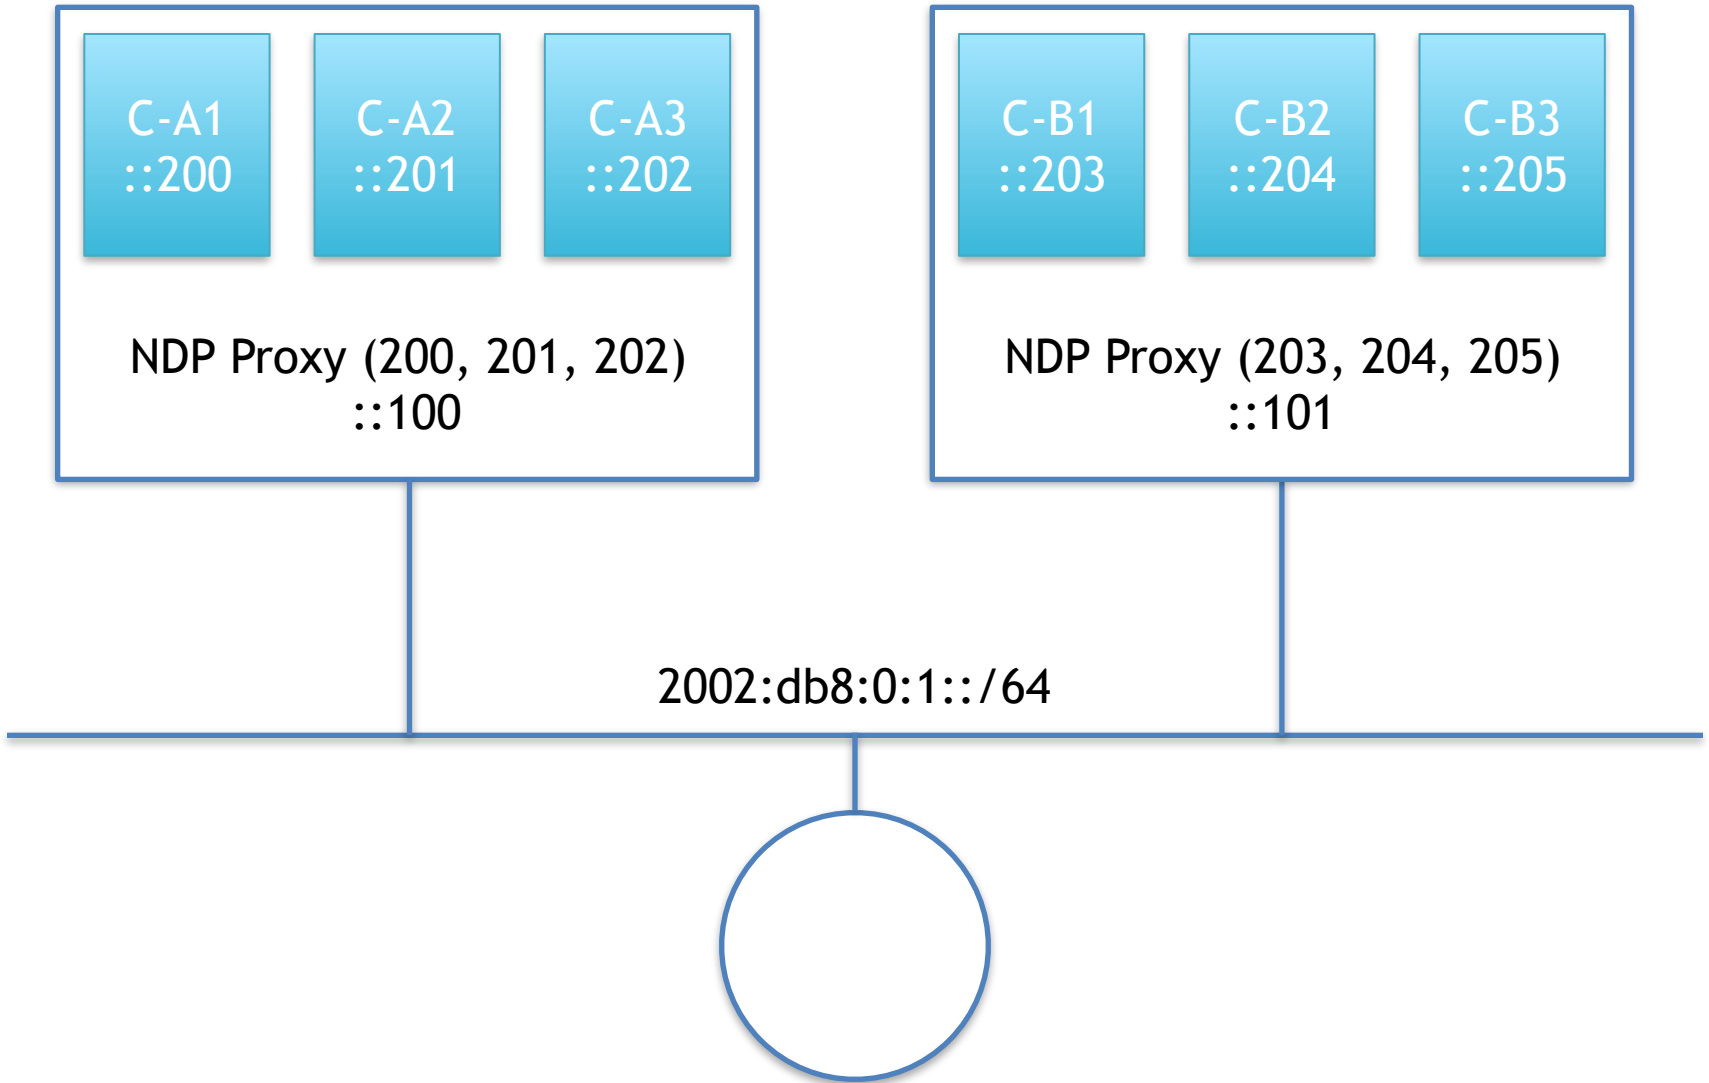 C-A1
::200
C-A2
::201
C-A3
::202
NDP Proxy (200, 201, 202)
::100
C-B1
::203
C-B2
::204
C-B3
::205
NDP Proxy (203, 204, 205)
::101
2002:db8:0:1::/64